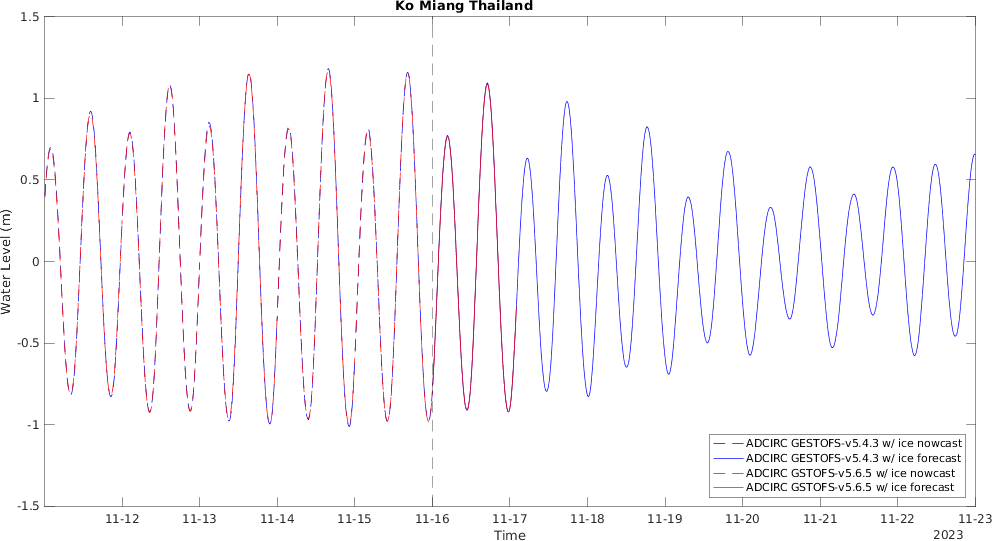 Ko Miang Thailand
1.5
1
0.5
0
-0.5
-1
-1.5
Water Level (m)
ADCIRC GESTOFS-v5.4.3 w/ ice nowcast
ADCIRC GESTOFS-v5.4.3 w/ ice forecast
ADCIRC GSTOFS-v5.6.5 w/ ice nowcast
ADCIRC GSTOFS-v5.6.5 w/ ice forecast
11-12 11-13 11-14 11-15 11-16 11-17 11-18 11-19 11-20 11-21 11-22 11-23
Time
2023